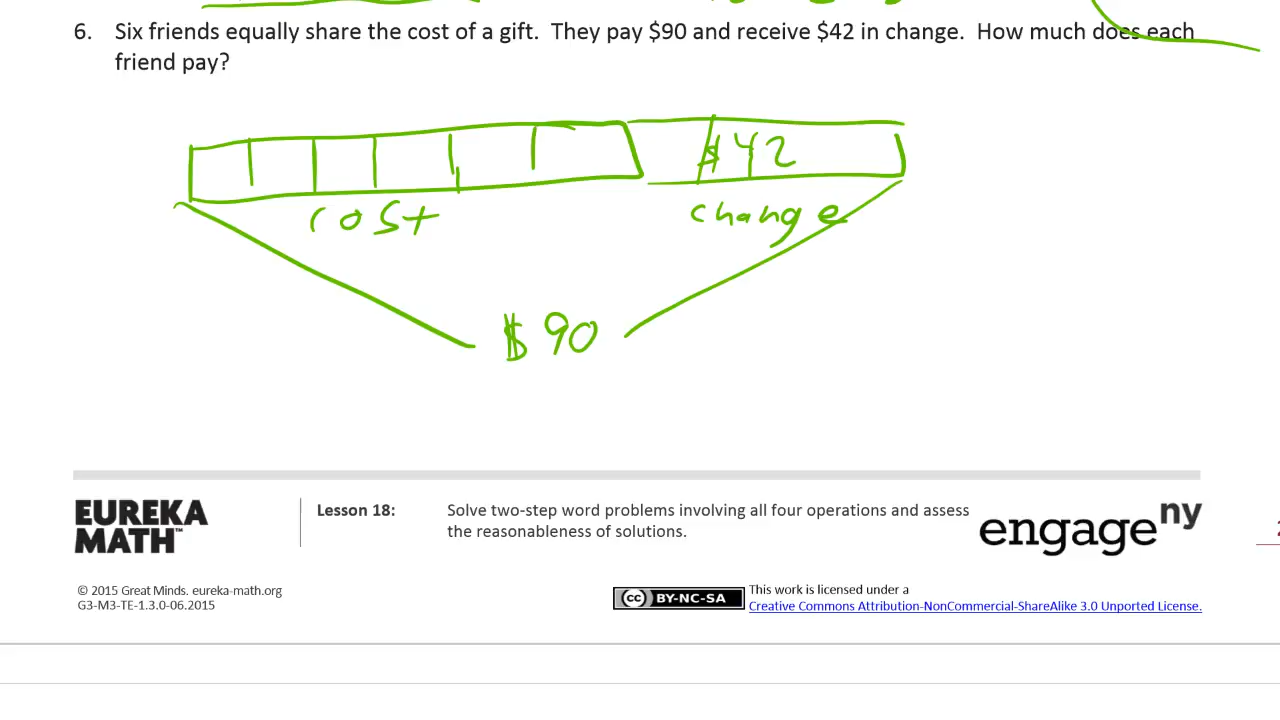 6. Six friends equally share the cost of a gift. They pay $90 and receive $42 in change. How much does each
friend pay?
$42
cost
change
$90
EUREKA
MATH™
Lesson 18:
Solve two-step word problems involving all four operations and assess
the reasonableness of solutions.
engageny
© 2015 Great Minds. eureka-math.org
G3-M3-TE-1.3.0-06.2015
cc BY-NC-SA
This work is licensed under a
Creative Commons Attribution-NonCommercial-ShareAlike 3.0 Unported License.